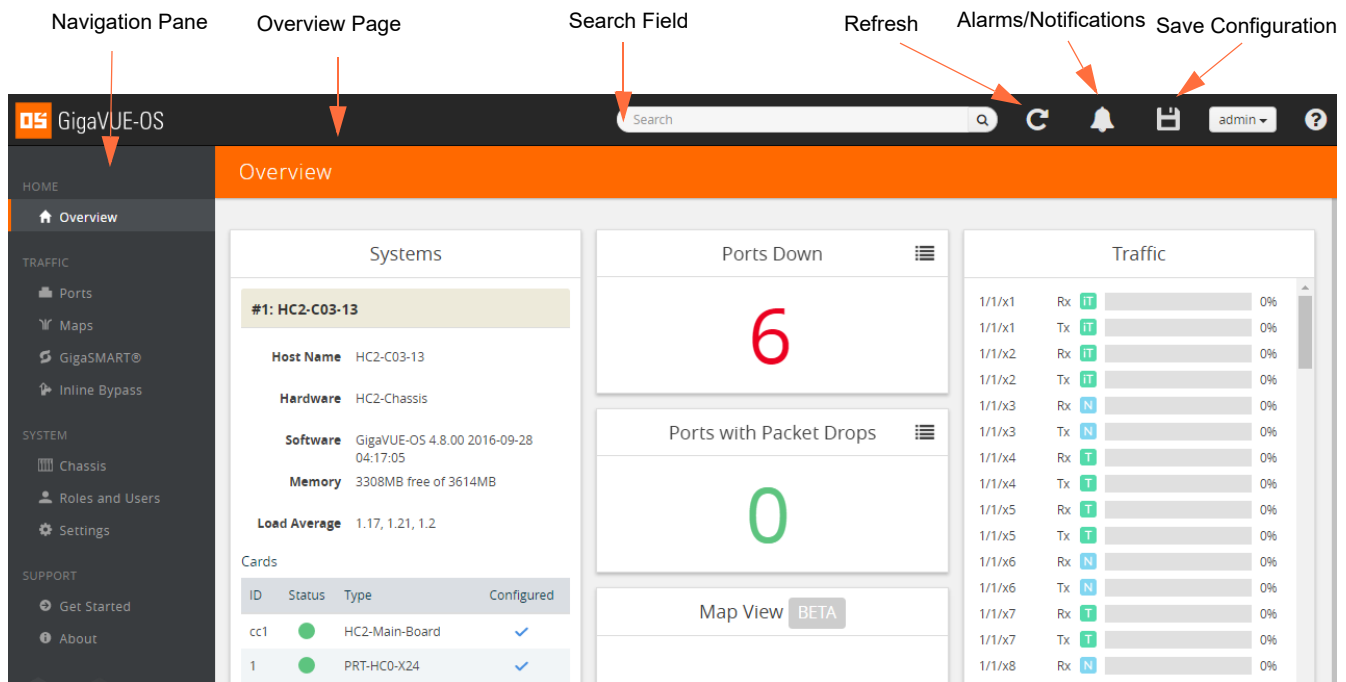 Navigation Pane
Overview Page
Search Field
Refresh
Alarms/Notifications
Save Configuration
OS GigaVUE-OS
Search
admin
?
HOME
Overview
TRAFFIC
Ports
Maps
GigaSMART®
Inline Bypass
SYSTEM
Chassis
Roles and Users
Settings
SUPPORT
Get Started
About
Overview
Systems
#1: HC2-C03-13
Host Name HC2-C03-13
Hardware HC2-Chassis
Software GigaVUE-OS 4.8.00 2016-09-28
04:17:05
Memory 3308MB free of 3614MB
Load Average 1.17, 1.21, 1.2
Cards
ID Status Type Configured
cc1 HC2-Main-Board
1 PRT-HC0-X24
Ports Down
6
Ports with Packet Drops
0
Map View BETA
Traffic
1/1/x1 Rx iT 0%
1/1/x1 Tx iT 0%
1/1/x2 Rx iT 0%
1/1/x2 Tx iT 0%
1/1/x3 Rx N 0%
1/1/x3 Tx N 0%
1/1/x4 Rx T 0%
1/1/x4 Tx T 0%
1/1/x5 Rx T 0%
1/1/x5 Tx T 0%
1/1/x6 Rx N 0%
1/1/x6 Tx N 0%
1/1/x7 Rx T 0%
1/1/x7 Tx T 0%
1/1/x8 Rx N 0%